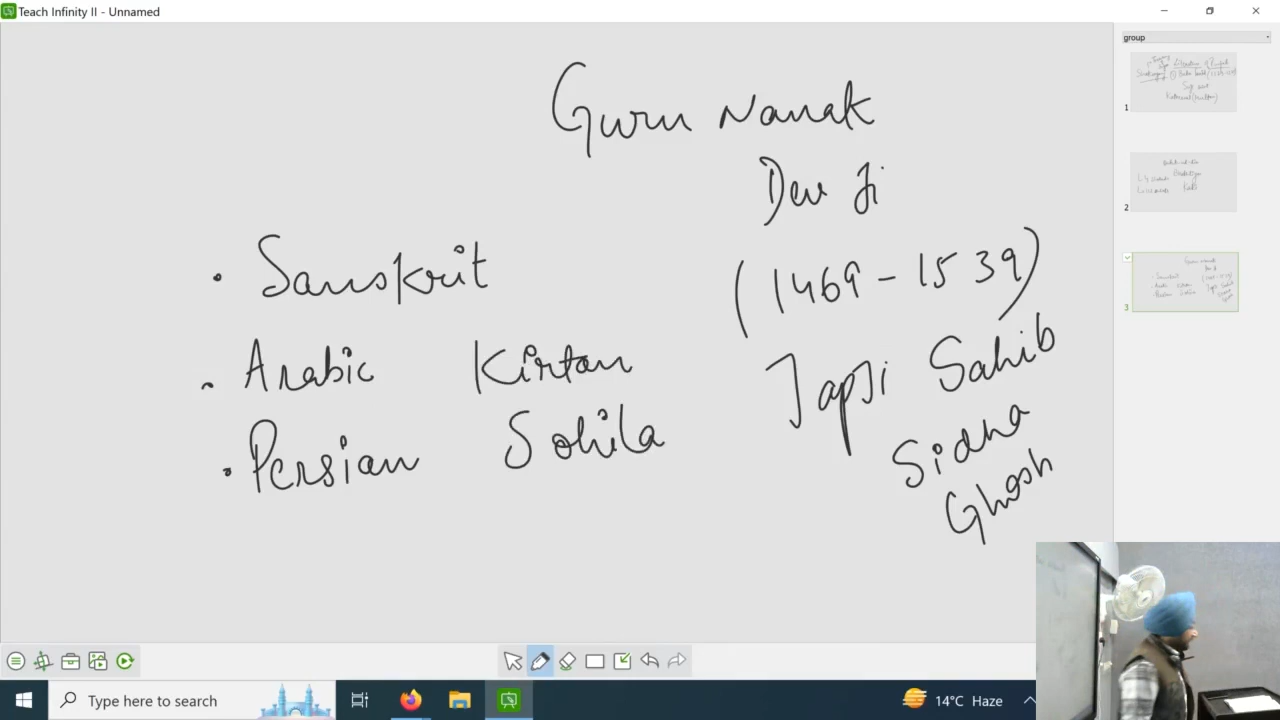 Teach Infinity II - Unnamed
group
Guru Nanak
Dev Ji
(1469-1539)
• Sanskrit
• Arabic
• Persian
Kirtan
Sohila
JapJi Sahib
Sidha
Ghosh
1
2
3
Type here to search
14°C Haze